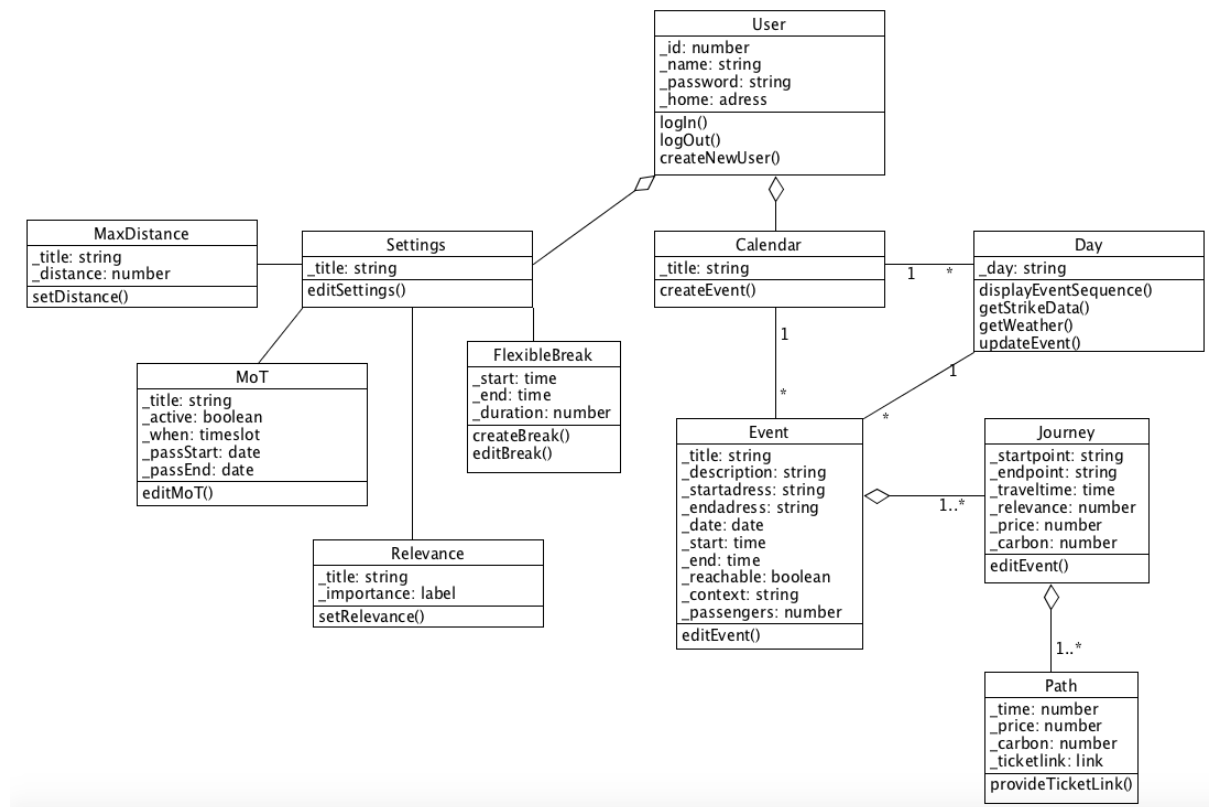 User
_id: number
_name: string
_password: string
_home: adress
logIn()
logOut()
createNewUser()
MaxDistance
_title: string
_distance: number
setDistance()
Settings
_title: string
editSettings()
Calendar
_title: string
createEvent()
1
*
Day
_day: string
displayEventSequence()
getStrikeData()
getWeather()
updateEvent()
1
*
1
*
MoT
_title: string
_active: boolean
_when: timeslot
_passStart: date
_passEnd: date
editMoT()
FlexibleBreak
_start: time
_end: time
_duration: number
createBreak()
editBreak()
Relevance
_title: string
_importance: label
setRelevance()
Event
_title: string
_description: string
_startadress: string
_endadress: string
_date: date
_start: time
_end: time
_reachable: boolean
_context: string
_passengers: number
editEvent()
1..*
Journey
_startpoint: string
_endpoint: string
_traveltime: time
_relevance: number
_price: number
_carbon: number
editEvent()
1..*
Path
_time: number
_price: number
_carbon: number
_ticketlink: link
provideTicketLink()